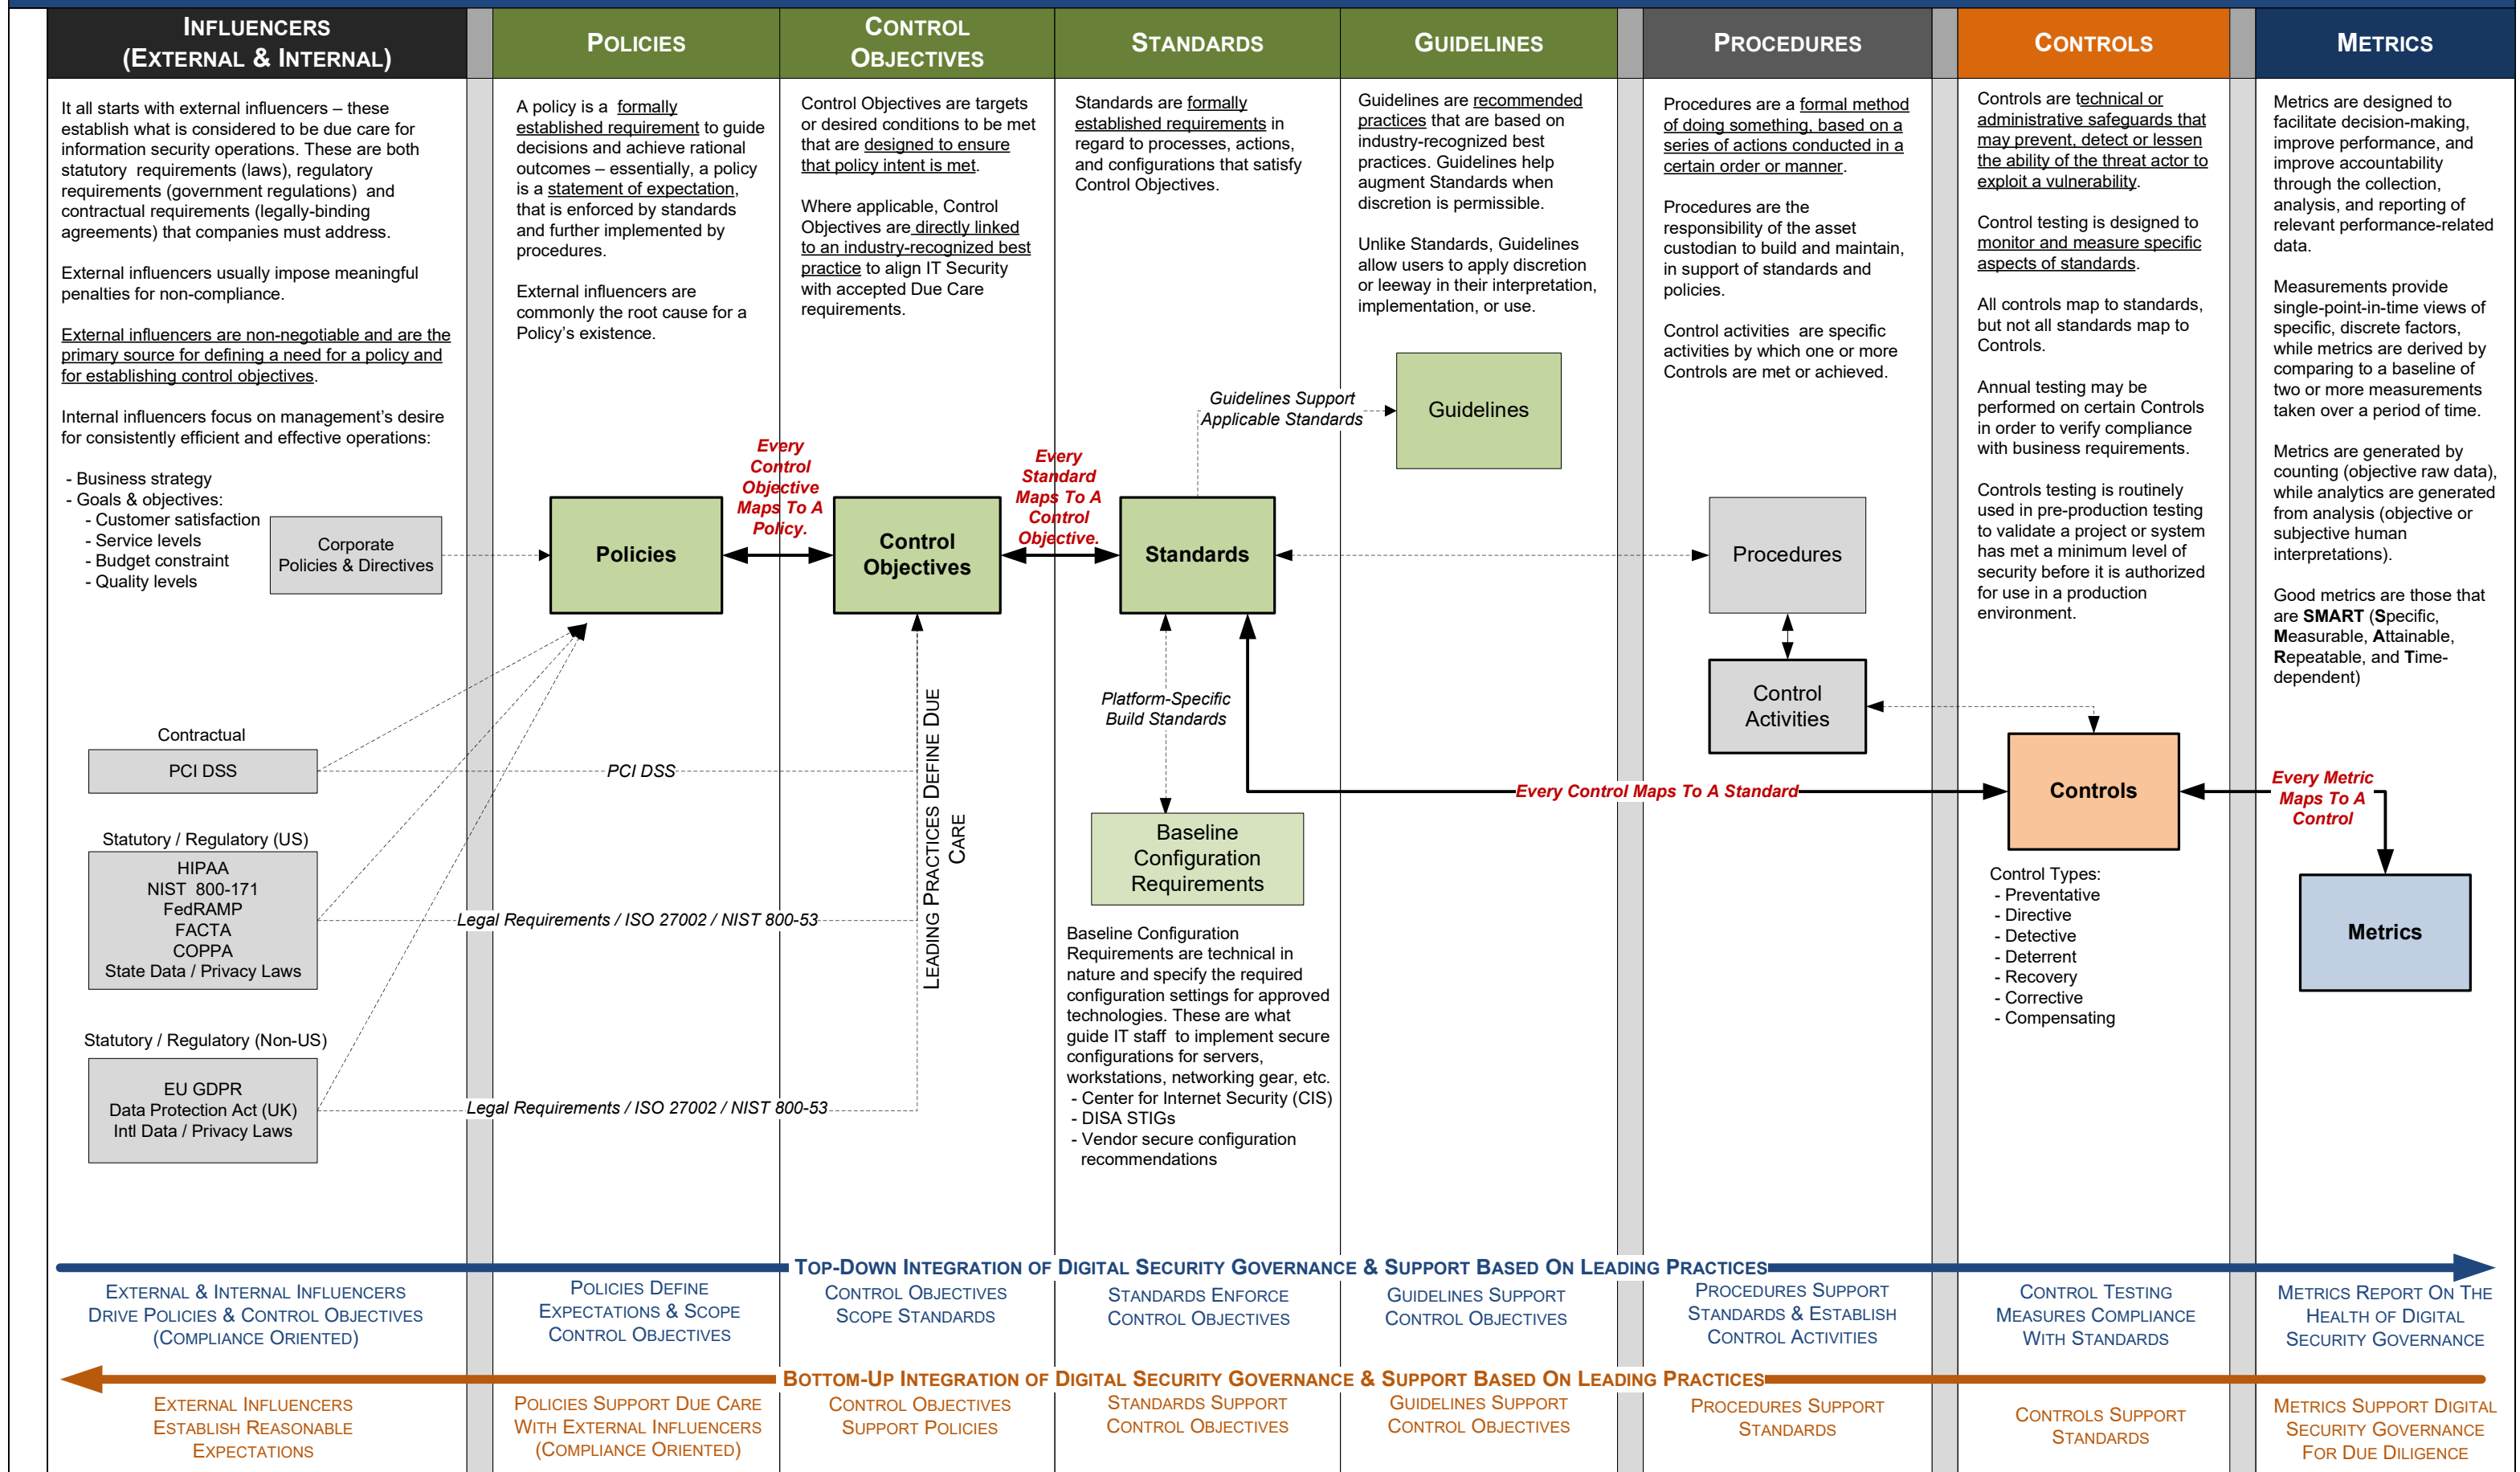 INFLUENCERS
(EXTERNAL & INTERNAL)
POLICIES
CONTROL
OBJECTIVES
STANDARDS
GUIDELINES
PROCEDURES
CONTROLS
METRICS
It all starts with external influencers – these
establish what is considered to be due care for
information security operations. These are both
statutory requirements (laws), regulatory
requirements (government regulations) and
contractual requirements (legally-binding
agreements) that companies must address.
External influencers usually impose meaningful
penalties for non-compliance.
External influencers are non-negotiable and are the
primary source for defining a need for a policy and
for establishing control objectives.
Internal influencers focus on management's desire
for consistently efficient and effective operations:
- Business strategy
- Goals & objectives:
- Customer satisfaction
- Service levels
- Budget constraint
- Quality levels
Corporate
Policies & Directives
Contractual
PCI DSS
Statutory / Regulatory (US)
HIPAA
NIST 800-171
FedRAMP
FACTA
COPPA
State Data / Privacy Laws
Statutory / Regulatory (Non-US)
EU GDPR
Data Protection Act (UK)
Intl Data / Privacy Laws
A policy is a formally
established requirement to guide
decisions and achieve rational
outcomes – essentially, a policy
is a statement of expectation,
that is enforced by standards
and further implemented by
procedures.
External influencers are
commonly the root cause for a
Policy's existence.
Policies
PCI DSS
Legal Requirements / ISO 27002 / NIST 800-53
Legal Requirements / ISO 27002 / NIST 800-53
Every
Control
Objective
Maps To A
Policy.
Control Objectives are targets
or desired conditions to be met
that are designed to ensure
that policy intent is met.
Where applicable, Control
Objectives are directly linked
to an industry-recognized best
practice to align IT Security
with accepted Due Care
requirements.
Control
Objectives
LEADING PRACTICES DEFINE DUE
CARE
Every
Standard
Maps To A
Control
Objective.
Standards are formally
established requirements in
regard to processes, actions,
and configurations that satisfy
Control Objectives.
Standards
Platform-Specific
Build Standards
Baseline
Configuration
Requirements
Baseline Configuration
Requirements are technical in
nature and specify the required
configuration settings for approved
technologies. These are what
guide IT staff to implement secure
configurations for servers,
workstations, networking gear, etc.
- Center for Internet Security (CIS)
- DISA STIGs
- Vendor secure configuration
recommendations
Guidelines are recommended
practices that are based on
industry-recognized best
practices. Guidelines help
augment Standards when
discretion is permissible.
Unlike Standards, Guidelines
allow users to apply discretion
or leeway in their interpretation,
implementation, or use.
Guidelines Support
Applicable Standards
Guidelines
Procedures are a formal method
of doing something, based on a
series of actions conducted in a
certain order or manner.
Procedures are the
responsibility of the asset
custodian to build and maintain,
in support of standards and
policies.
Control activities are specific
activities by which one or more
Controls are met or achieved.
Procedures
Control
Activities
Every Control Maps To A Standard
Controls are technical or
administrative safeguards that
may prevent, detect or lessen
the ability of the threat actor to
exploit a vulnerability.
Control testing is designed to
monitor and measure specific
aspects of standards.
All controls map to standards,
but not all standards map to
Controls.
Annual testing may be
performed on certain Controls
in order to verify compliance
with business requirements.
Controls testing is routinely
used in pre-production testing
to validate a project or system
has met a minimum level of
security before it is authorized
for use in a production
environment.
Controls
Control Types:
- Preventative
- Directive
- Detective
- Deterrent
- Recovery
- Corrective
- Compensating
Metrics are designed to
facilitate decision-making,
improve performance, and
improve accountability
through the collection,
analysis, and reporting of
relevant performance-related
data.
Measurements provide
single-point-in-time views of
specific, discrete factors,
while metrics are derived by
comparing to a baseline of
two or more measurements
taken over a period of time.
Metrics are generated by
counting (objective raw data),
while analytics are generated
from analysis (objective or
subjective human
interpretations).
Good metrics are those that
are SMART (Specific,
Measurable, Attainable,
Repeatable, and Time-
dependent)
Every Metric
Maps To A
Control
Metrics
TOP-DOWN INTEGRATION OF DIGITAL SECURITY GOVERNANCE & SUPPORT BASED ON LEADING PRACTICES
EXTERNAL & INTERNAL INFLUENCERS
DRIVE POLICIES & CONTROL OBJECTIVES
(COMPLIANCE ORIENTED)
POLICIES DEFINE
EXPECTATIONS & SCOPE
CONTROL OBJECTIVES
CONTROL OBJECTIVES
SCOPE STANDARDS
STANDARDS ENFORCE
CONTROL OBJECTIVES
GUIDELINES SUPPORT
CONTROL OBJECTIVES
PROCEDURES SUPPORT
STANDARDS & ESTABLISH
CONTROL ACTIVITIES
CONTROL TESTING
MEASURES COMPLIANCE
WITH STANDARDS
METRICS REPORT ON THE
HEALTH OF DIGITAL
SECURITY GOVERNANCE
BOTTOM-UP INTEGRATION OF DIGITAL SECURITY GOVERNANCE & SUPPORT BASED ON LEADING PRACTICES
EXTERNAL INFLUENCERS
ESTABLISH REASONABLE
EXPECTATIONS
POLICIES SUPPORT DUE CARE
WITH EXTERNAL INFLUENCERS
(COMPLIANCE ORIENTED)
CONTROL OBJECTIVES
SUPPORT POLICIES
STANDARDS SUPPORT
CONTROL OBJECTIVES
GUIDELINES SUPPORT
CONTROL OBJECTIVES
PROCEDURES SUPPORT
STANDARDS
CONTROLS SUPPORT
STANDARDS
METRICS SUPPORT DIGITAL
SECURITY GOVERNANCE
FOR DUE DILIGENCE